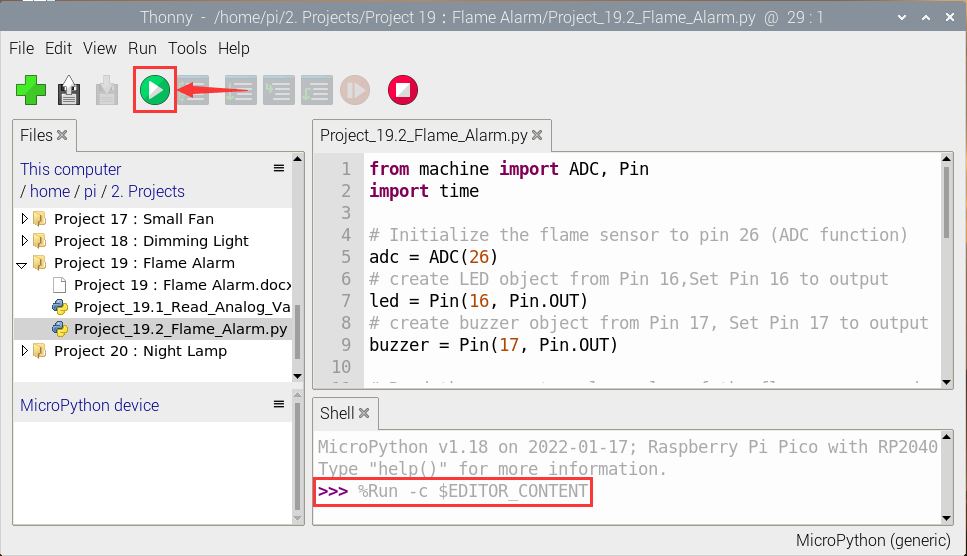 Thonny - /home/pi/2. Projects/Project 19 : Flame Alarm/Project_19.2_Flame_Alarm.py @ 29 : 1
File Edit View Run Tools Help
Files
This computer
/ home / pi / 2. Projects
Project 17 : Small Fan
Project 18 : Dimming Light
Project 19 : Flame Alarm
Project 19 : Flame Alarm.docx
Project_19.1_Read_Analog_Va
Project_19.2_Flame_Alarm.py
Project 20 : Night Lamp
MicroPython device
Project_19.2_Flame_Alarm.py
1 from machine import ADC, Pin
2 import time
3
4 # Initialize the flame sensor to pin 26 (ADC function)
5 adc = ADC(26)
6 # create LED object from Pin 16,Set Pin 16 to output
7 led = Pin(16, Pin.OUT)
8 # create buzzer object from Pin 17, Set Pin 17 to output
9 buzzer = Pin(17, Pin.OUT)
10
Shell
MicroPython v1.18 on 2022-01-17; Raspberry Pi Pico with RP2040
Type "help()" for more information.
>>> %Run -c $EDITOR_CONTENT
MicroPython (generic)